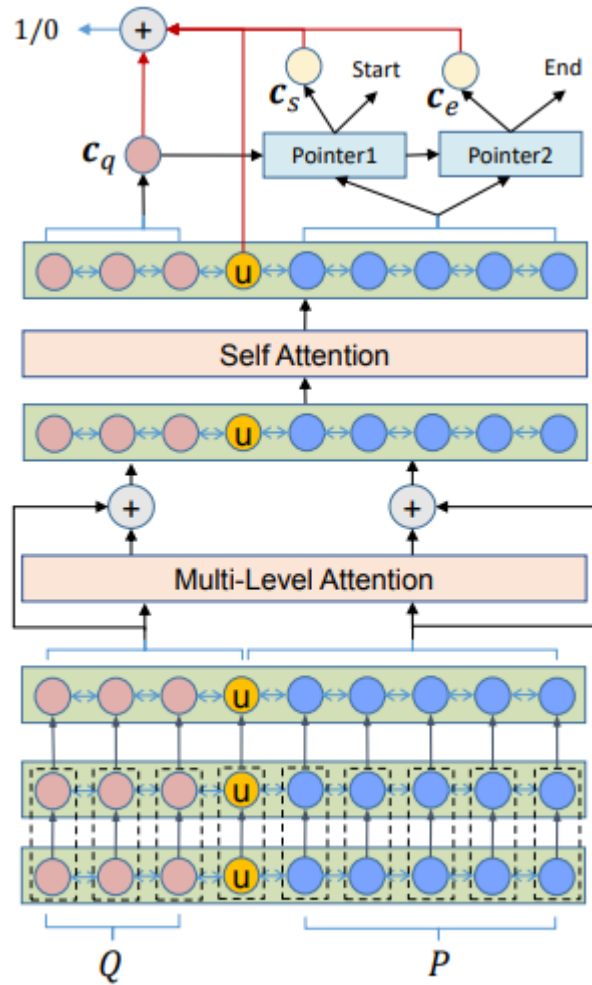 1/0
+
Start
End
c_s
c_e
c_q
Pointer1
Pointer2
u
Self Attention
u
+
+
Multi-Level Attention
u
u
u
Q
P